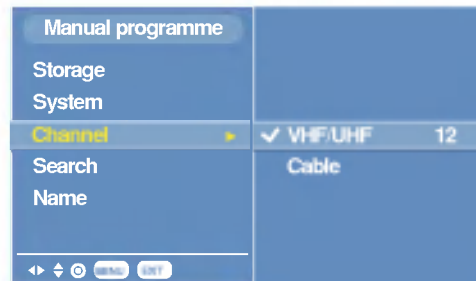 Manual programme
Storage
System
Channel
✓ VHF/UHF 12
Search
Cable
Name
MENU EXIT